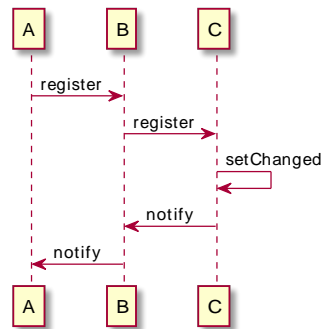 A B C
register
register
setChanged
notify
notify
A B C